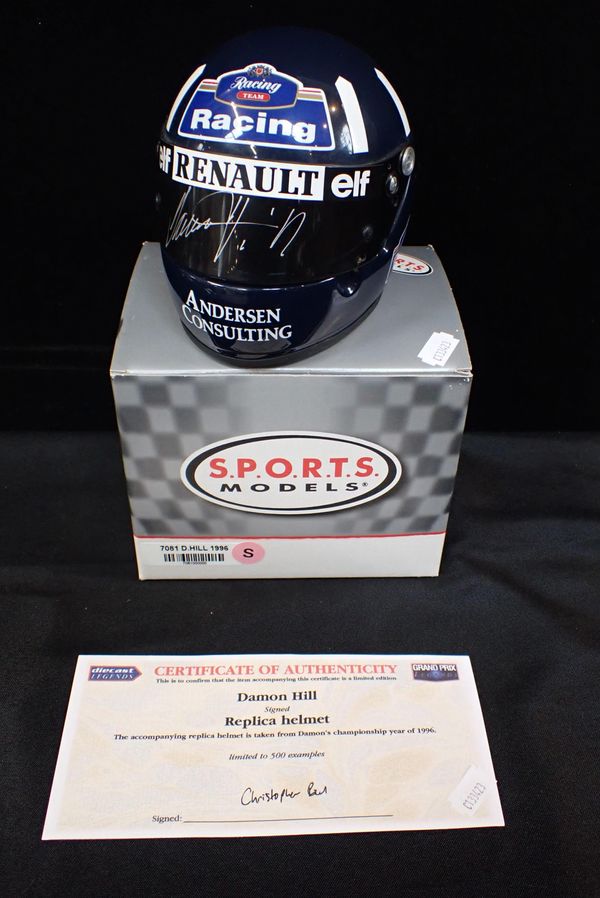 Racing
TEAM
Racing
elf RENAULT elf
ANDERSEN
CONSULTING
S.P.O.R.T.S.
MODELS®
7081 D.HILL 1996
S
diecast
LEGENDS
CERTIFICATE OF AUTHENTICITY
GRAND PRIX
LEGENDS
This is to confirm that the item accompanying this certificate is a limited edition
Damon Hill
Signed
Replica helmet
The accompanying replica helmet is taken from Damon's championship year of 1996.
limited to 500 examples
Christopher
Signed: